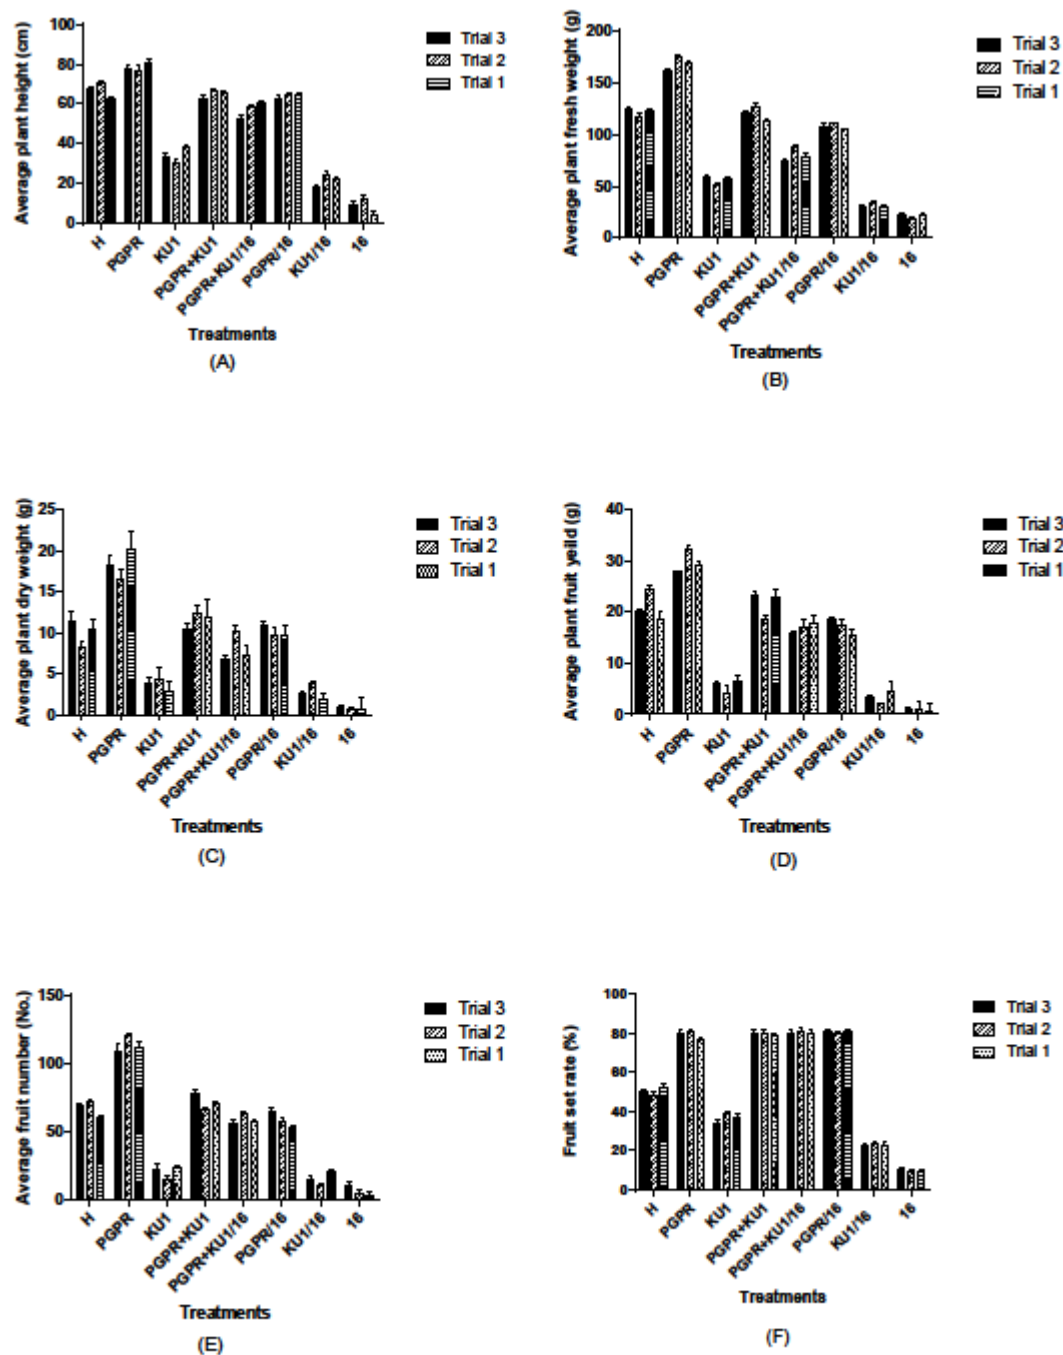 Average plant height (cm)
100
80
60
40
20
0
H
PGPR
KU1
PGPR+KU1
PGPR+KU1/16
PGPR/16
KU1/16
16
Treatments
(A)
Trial 3
Trial 2
Trial 1
Average plant fresh weight (g)
200
150
100
50
0
H
PGPR
KU1
PGPR+KU1
PGPR+KU1/16
PGPR/16
KU1/16
16
Treatments
(B)
Trial 3
Trial 2
Trial 1
Average plant dry weight (g)
25
20
15
10
5
0
H
PGPR
KU1
PGPR+KU1
PGPR+KU1/16
PGPR/16
KU1/16
16
Treatments
(C)
Trial 3
Trial 2
Trial 1
Average plant fruit yeild (g)
40
30
20
10
0
H
PGPR
KU1
PGPR+KU1
PGPR+KU1/16
PGPR/16
KU1/16
16
Treatments
(D)
Trial 3
Trial 2
Trial 1
Average fruit number (No.)
150
100
50
0
H
PGPR
KU1
PGPR+KU1
PGPR+KU1/16
PGPR/16
KU1/16
16
Treatments
(E)
Trial 3
Trial 2
Trial 1
Fruit set rate (%)
100
80
60
40
20
0
H
PGPR
KU1
PGPR+KU1
PGPR+KU1/16
PGPR/16
KU1/16
16
Treatments
(F)
Trial 3
Trial 2
Trial 1